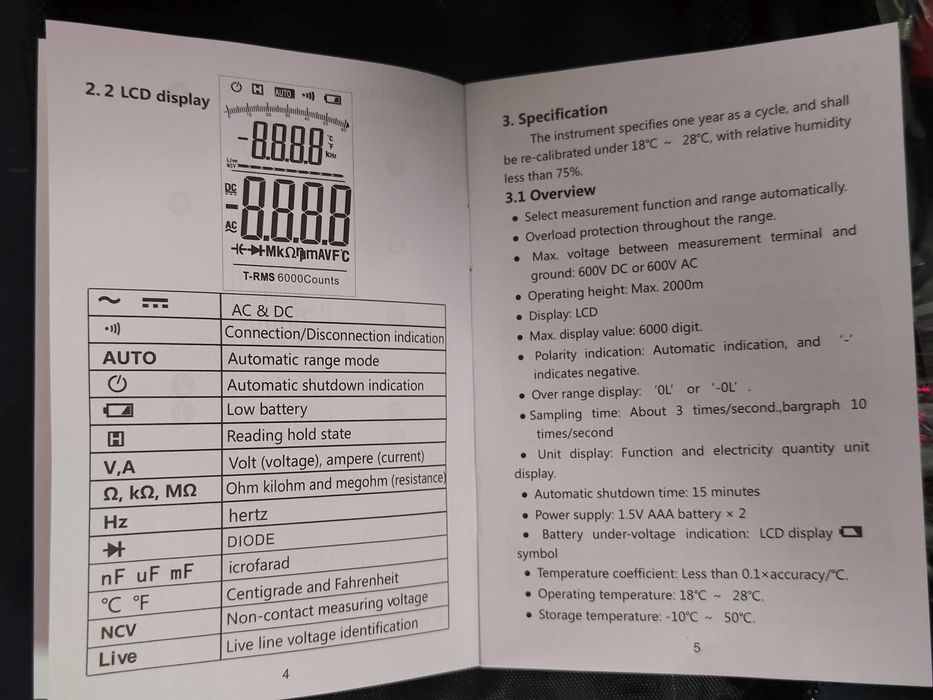 2. 2 LCD display
AUTO
10 20 30 40 50 60
-8.8.8.8 °C °F kHz
Live
NCV
DC
AC
-8.8.8.8
MkΩnµmAVF°C
T-RMS 6000Counts
AC & DC
Connection/Disconnection indication
AUTO Automatic range mode
Automatic shutdown indication
Low battery
H Reading hold state
V,A Volt (voltage), ampere (current)
Ω, kΩ, MΩ Ohm kilohm and megohm (resistance)
Hz hertz
DIODE
nF uF mF icrofarad
℃ ℉ Centigrade and Fahrenheit
NCV Non-contact measuring voltage
Live Live line voltage identification
4
3. Specification
The instrument specifies one year as a cycle, and shall
be re-calibrated under 18℃ ~ 28℃, with relative humidity
less than 75%.
3.1 Overview
• Select measurement function and range automatically.
• Overload protection throughout the range.
• Max. voltage between measurement terminal and
ground: 600V DC or 600V AC
• Operating height: Max. 2000m
• Display: LCD
• Max. display value: 6000 digit.
• Polarity indication: Automatic indication, and '-'
indicates negative.
• Over range display: '0L' or '-0L' .
• Sampling time: About 3 times/second.,bargraph 10
times/second
• Unit display: Function and electricity quantity unit
display.
• Automatic shutdown time: 15 minutes
• Power supply: 1.5V AAA battery × 2
• Battery under-voltage indication: LCD display
symbol
• Temperature coefficient: Less than 0.1×accuracy/℃.
• Operating temperature: 18℃ ~ 28℃.
• Storage temperature: -10℃ ~ 50℃.
5